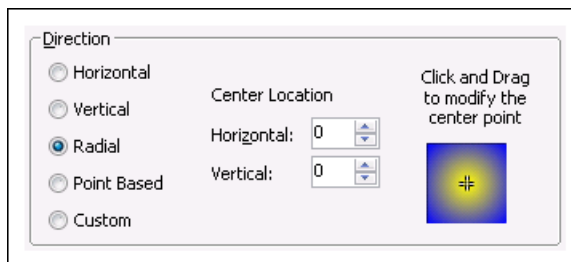 Direction
Horizontal
Vertical
Radial
Point Based
Custom
Center Location
Horizontal: 0
Vertical: 0
Click and Drag
to modify the
center point